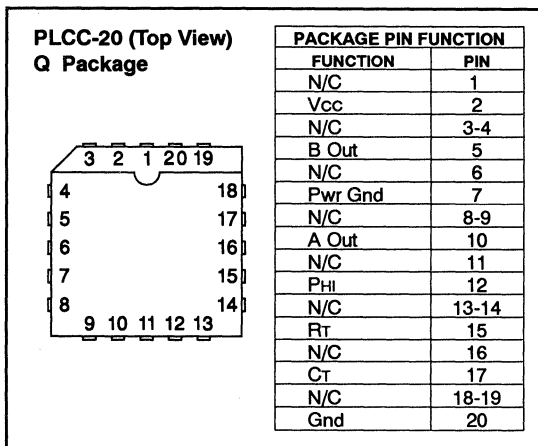 PLCC-20 (Top View)
Q Package
3 2 1 20 19
4 18
5 17
6 16
7 15
8 14
9 10 11 12 13
PACKAGE PIN FUNCTION
FUNCTION PIN
N/C 1
Vcc 2
N/C 3-4
B Out 5
N/C 6
Pwr Gnd 7
N/C 8-9
A Out 10
N/C 11
PHI 12
N/C 13-14
RT 15
N/C 16
CT 17
N/C 18-19
Gnd 20